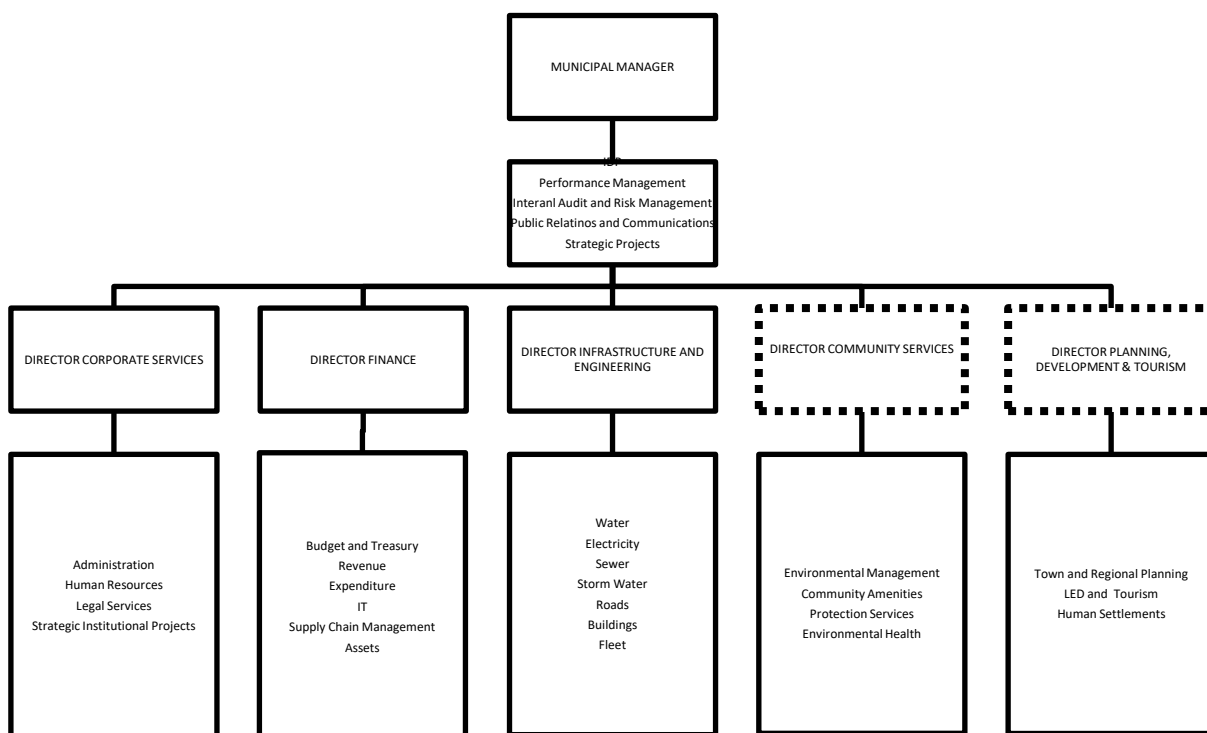 MUNICIPAL MANAGER
IDP
Performance Management
Interanl Audit and Risk Management
Public Relatinos and Communications
Strategic Projects
DIRECTOR CORPORATE SERVICES
DIRECTOR FINANCE
DIRECTOR INFRASTRUCTURE AND
ENGINEERING
DIRECTOR COMMUNITY SERVICES
DIRECTOR PLANNING,
DEVELOPMENT & TOURISM
Administration
Human Resources
Legal Services
Strategic Institutional Projects
Budget and Treasury
Revenue
Expenditure
IT
Supply Chain Management
Assets
Water
Electricity
Sewer
Storm Water
Roads
Buildings
Fleet
Environmental Management
Community Amenities
Protection Services
Environmental Health
Town and Regional Planning
LED and  Tourism
Human Settlements